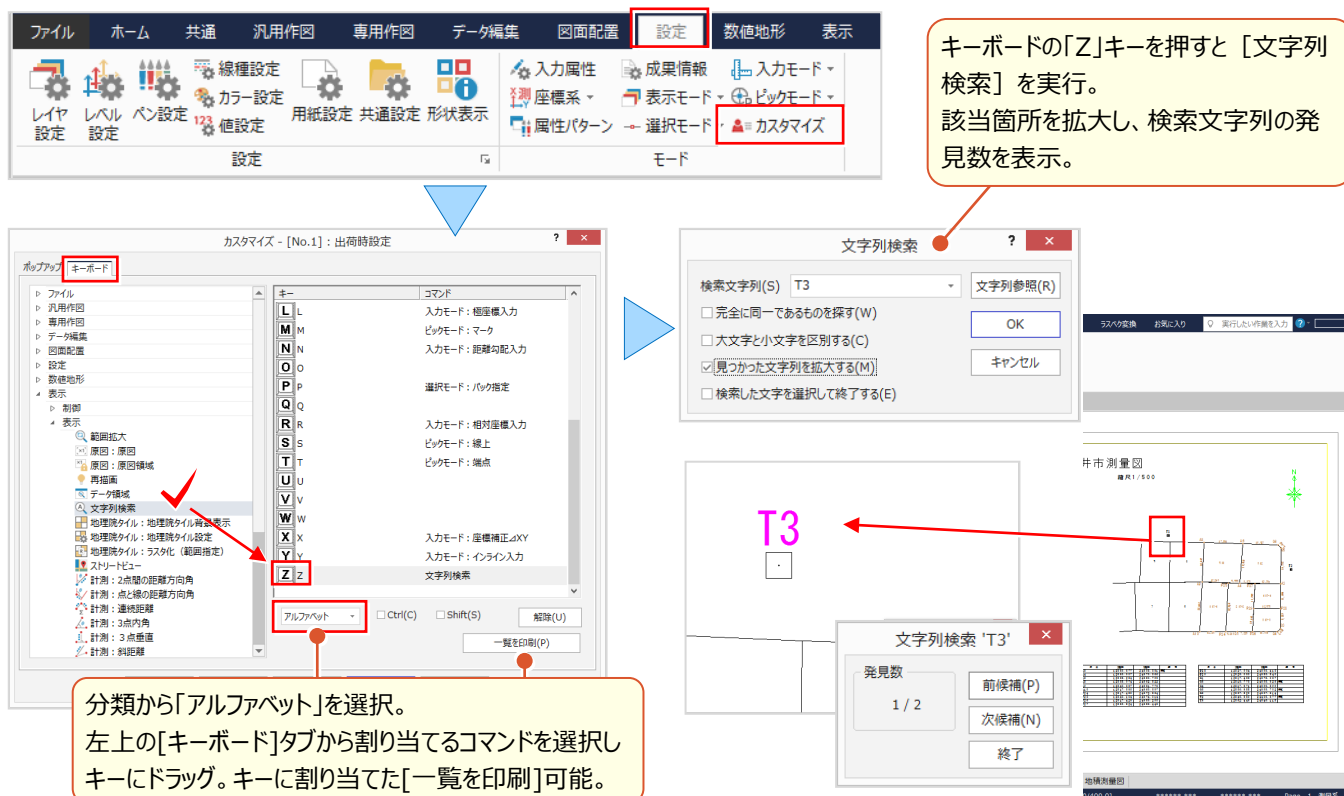 ファイル ホーム 共通 汎用作図 専用作図 データ編集 図面配置 設定 数値地形 表示
線種設定
カラー設定
123 値設定
レイヤ設定 レベル設定 ペン設定 用紙設定 共通設定 形状表示
入力属性 成果情報 入力モード
座標系 表示モード ピックモード
属性パターン 選択モード カスタマイズ
設定 モード
キーボードの「Z」キーを押すと [文字列
検索] を実行。
該当箇所を拡大し、検索文字列の発
見数を表示。
カスタマイズ - [No.1] : 出荷時設定 ? ×
ポップアップ キーボード
ファイル
汎用作図
専用作図
データ編集
図面配置
設定
数値地形
表示
制御
表示
範囲拡大
原図:原図
原図:原図領域
再描画
データ領域
文字列検索
地理院タイル:地理院タイル背景表示
地理院タイル:地理院タイル設定
地理院タイル:ラスタ化(範囲指定)
ストリートビュー
計測:2点間の距離方向角
計測:点と線の距離方向角
計測:連続距離
計測:3点内角
計測:3点垂直
計測:斜距離
キー コマンド
L L 入力モード:極座標入力
M M ピックモード:マーク
N N 入力モード:距離勾配入力
O O
P P 選択モード:パック指定
Q Q
R R 入力モード:相対座標入力
S S ピックモード:線上
T T ピックモード:端点
U U
V V
W W
X X 入力モード:座標補正⊿XY
Y Y 入力モード:インライン入力
Z Z 文字列検索
アルファベット Ctrl(C) Shift(S) 解除(U)
一覧を印刷(P)
分類から「アルファベット」を選択。
左上の[キーボード]タブから割り当てるコマンドを選択し
キーにドラッグ。キーに割り当てた[一覧を印刷]可能。
文字列検索 ? ×
検索文字列(S) T3 文字列参照(R)
完全に同一であるものを探す(W)
大文字と小文字を区別する(C)
見つかった文字列を拡大する(M)
検索した文字を選択して終了する(E)
OK
キャンセル
T3
文字列検索 'T3' ×
発見数
1 / 2
前候補(P)
次候補(N)
終了
ラスベク変換 お気に入り 実行したい作業を入力 ?
井市測量図
縮尺1/500
N
地積測量図